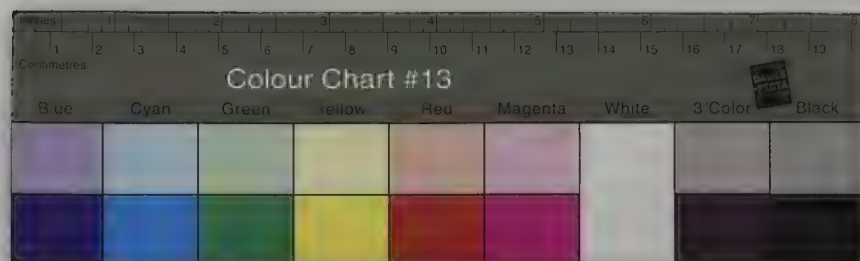 Inches 1 2 3 4 5 6 7 8
Centimetres 1 2 3 4 5 6 7 8 9 10 11 12 13 14 15 16 17 18 19
Colour Chart #13
Blue Cyan Green Yellow Red Magenta White 3/Color Black